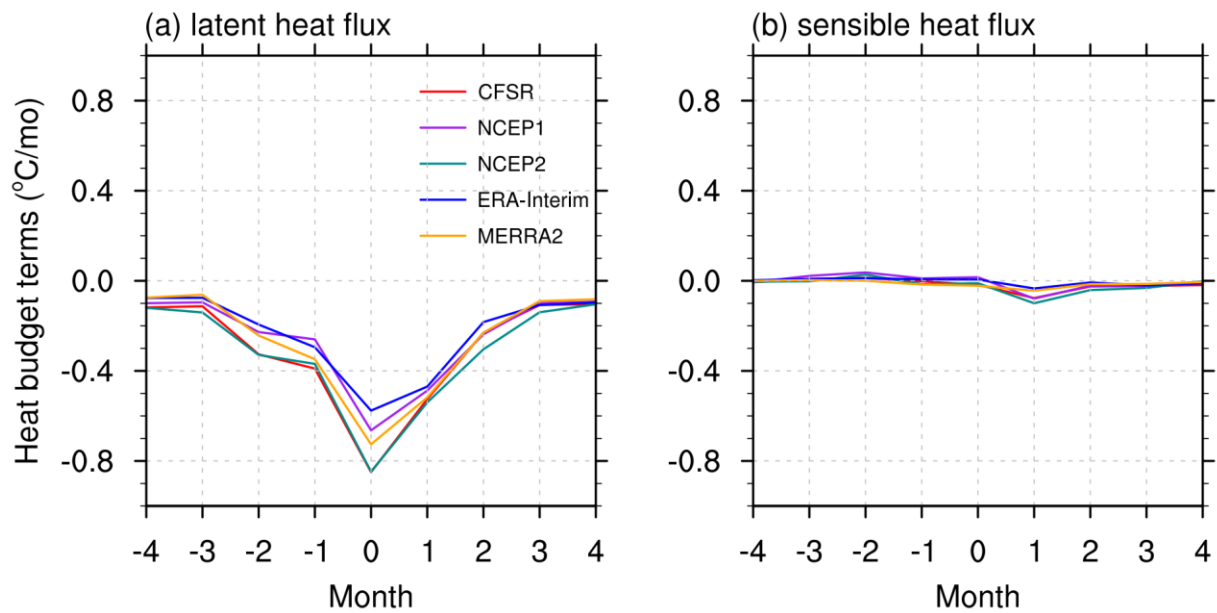 (a) latent heat flux
(b) sensible heat flux
Heat budget terms (°C/mo)
0.8
0.4
0.0
-0.4
-0.8
CFSR
NCEP1
NCEP2
ERA-Interim
MERRA2
-4 -3 -2 -1 0 1 2 3 4
Month
0.8
0.4
0.0
-0.4
-0.8
-4 -3 -2 -1 0 1 2 3 4
Month